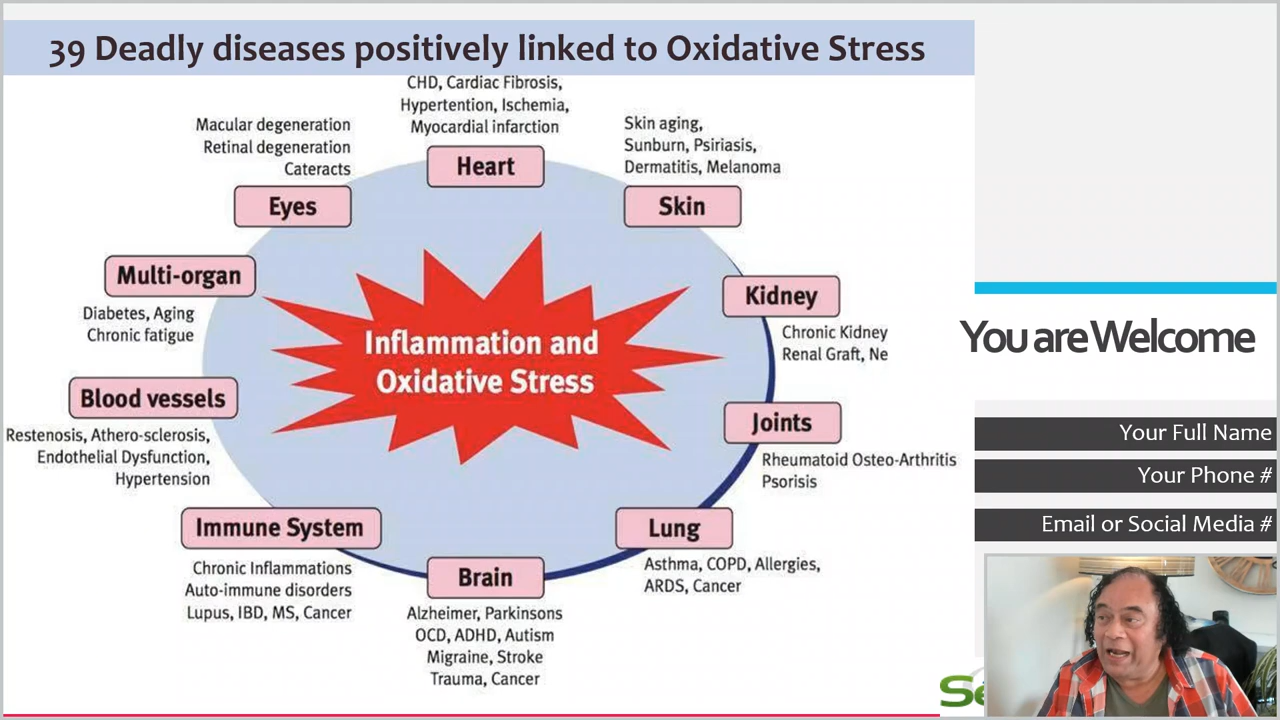 39 Deadly diseases positively linked to Oxidative Stress
CHD, Cardiac Fibrosis,
Hypertention, Ischemia,
Myocardial infarction
Heart
Macular degeneration
Retinal degeneration
Cateracts
Eyes
Skin aging,
Sunburn, Psiriasis,
Dermatitis, Melanoma
Skin
Multi-organ
Diabetes, Aging
Chronic fatigue
Kidney
Chronic Kidney
Renal Graft, Ne
Inflammation and
Oxidative Stress
Blood vessels
Restenosis, Athero-sclerosis,
Endothelial Dysfunction,
Hypertension
Joints
Rheumatoid Osteo-Arthritis
Psorisis
Immune System
Chronic Inflammations
Auto-immune disorders
Lupus, IBD, MS, Cancer
Lung
Asthma, COPD, Allergies,
ARDS, Cancer
Brain
Alzheimer, Parkinsons
OCD, ADHD, Autism
Migraine, Stroke
Trauma, Cancer
You are Welcome
Your Full Name
Your Phone #
Email or Social Media #